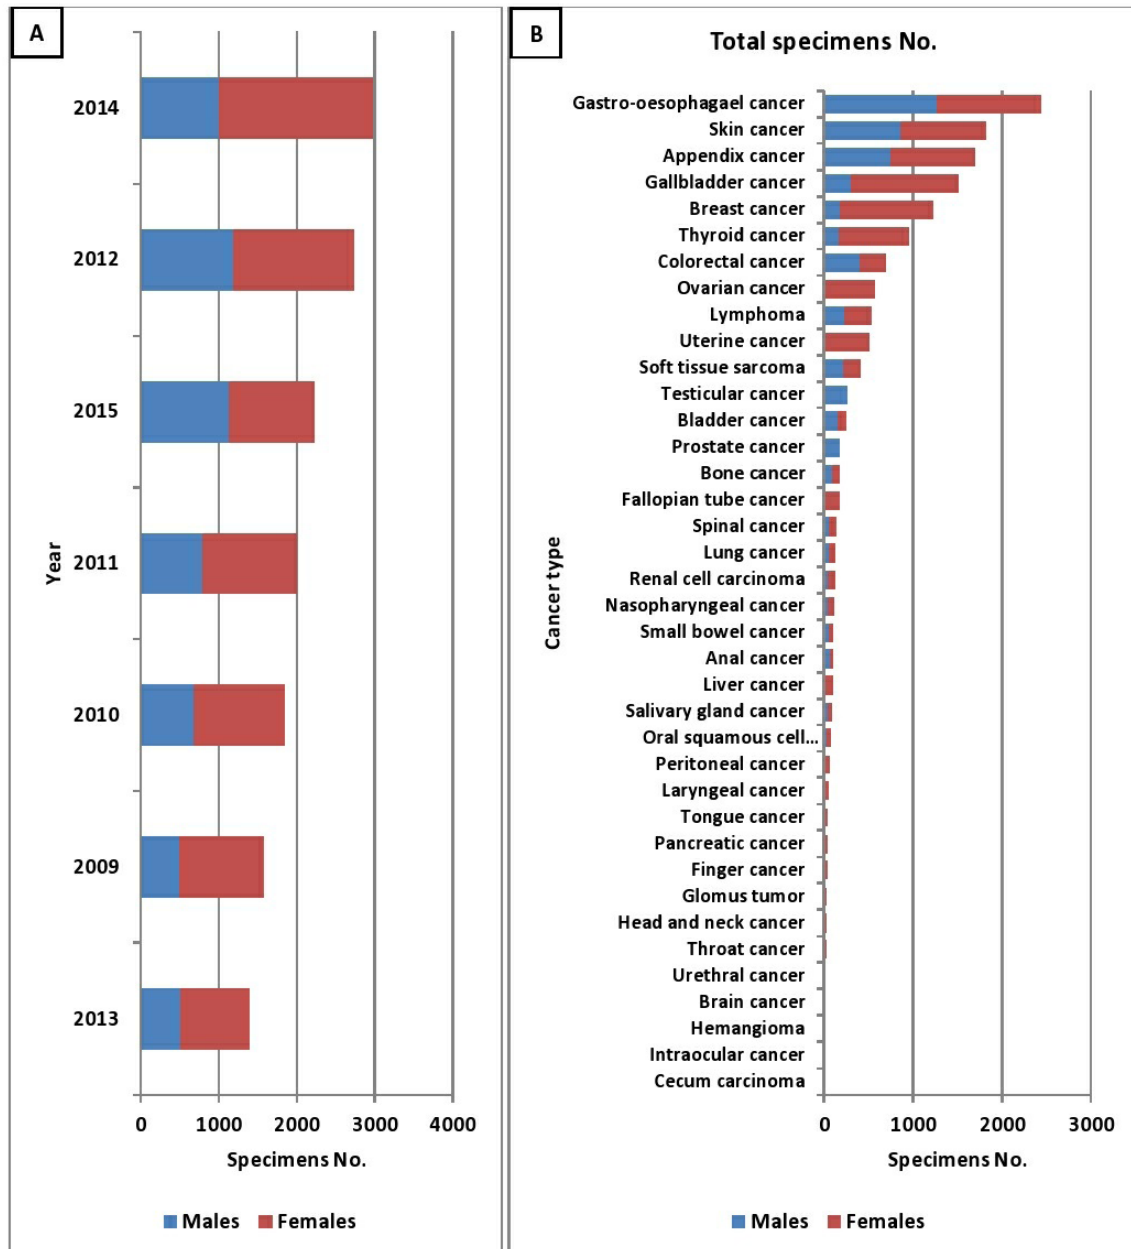 A
2014
2012
2015
2011
2010
2009
2013
Year
0 1000 2000 3000 4000
Specimens No.
Males Females
B
Total specimens No.
Gastro-oesophagael cancer
Skin cancer
Appendix cancer
Gallbladder cancer
Breast cancer
Thyroid cancer
Colorectal cancer
Ovarian cancer
Lymphoma
Uterine cancer
Soft tissue sarcoma
Testicular cancer
Bladder cancer
Prostate cancer
Bone cancer
Fallopian tube cancer
Spinal cancer
Lung cancer
Renal cell carcinoma
Nasopharyngeal cancer
Small bowel cancer
Anal cancer
Liver cancer
Salivary gland cancer
Oral squamous cell...
Peritoneal cancer
Laryngeal cancer
Tongue cancer
Pancreatic cancer
Finger cancer
Glomus tumor
Head and neck cancer
Throat cancer
Urethral cancer
Brain cancer
Hemangioma
Intraocular cancer
Cecum carcinoma
Cancer type
0 1000 2000 3000
Specimens No.
Males Females